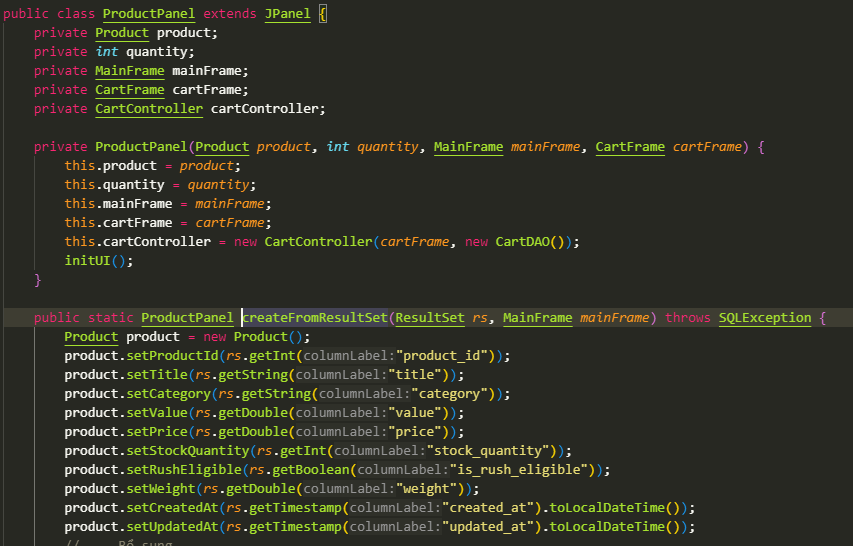 public class ProductPanel extends JPanel {
private Product product;
private int quantity;
private MainFrame mainFrame;
private CartFrame cartFrame;
private CartController cartController;
private ProductPanel(Product product, int quantity, MainFrame mainFrame, CartFrame cartFrame) {
this.product = product;
this.quantity = quantity;
this.mainFrame = mainFrame;
this.cartFrame = cartFrame;
this.cartController = new CartController(cartFrame, new CartDAO());
initUI();
}
public static ProductPanel createFromResultSet(ResultSet rs, MainFrame mainFrame) throws SQLException {
Product product = new Product();
product.setProductId(rs.getInt(columnLabel:"product_id"));
product.setTitle(rs.getString(columnLabel:"title"));
product.setCategory(rs.getString(columnLabel:"category"));
product.setValue(rs.getDouble(columnLabel:"value"));
product.setPrice(rs.getDouble(columnLabel:"price"));
product.setStockQuantity(rs.getInt(columnLabel:"stock_quantity"));
product.setRushEligible(rs.getBoolean(columnLabel:"is_rush_eligible"));
product.setWeight(rs.getDouble(columnLabel:"weight"));
product.setCreatedAt(rs.getTimestamp(columnLabel:"created_at").toLocalDateTime());
product.setUpdatedAt(rs.getTimestamp(columnLabel:"updated_at").toLocalDateTime());